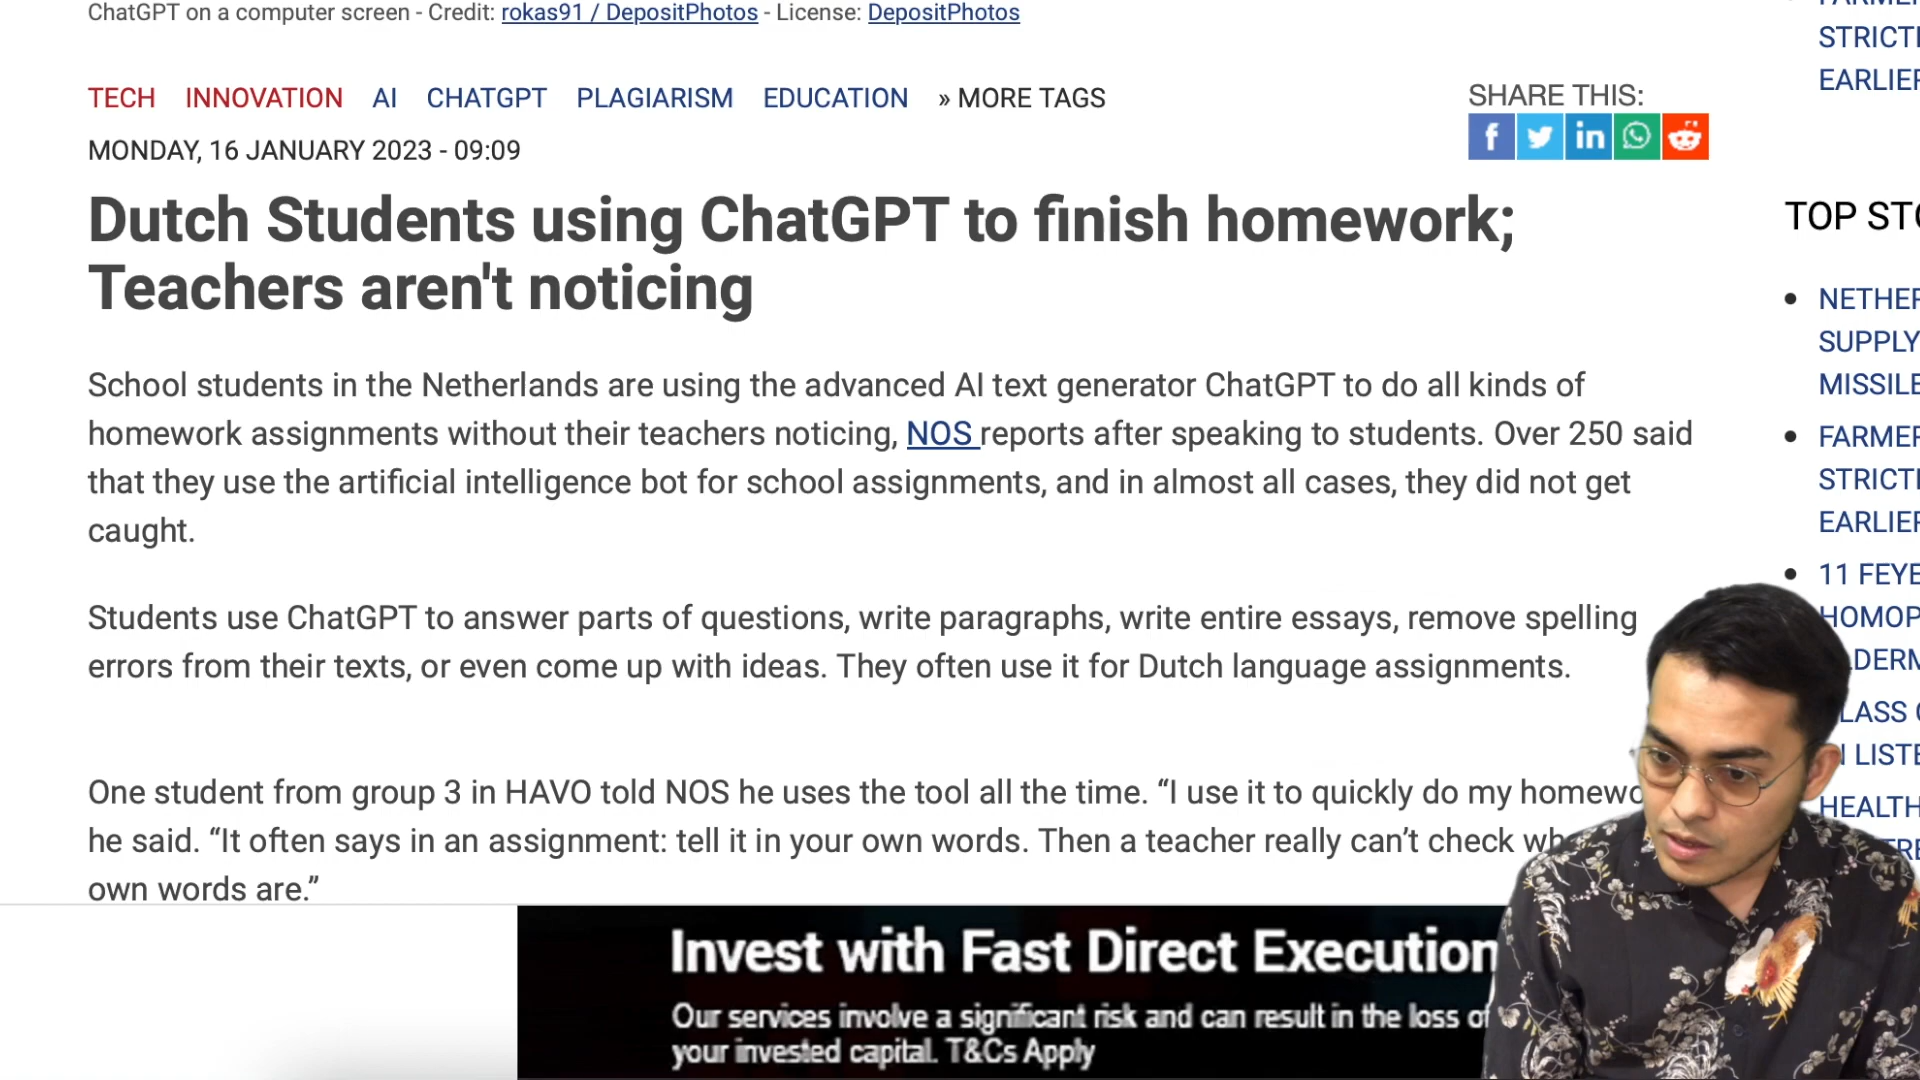 ChatGPT on a computer screen - Credit: rokas91 / DepositPhotos - License: DepositPhotos
STRICT
EARLIER
TECH INNOVATION AI CHATGPT PLAGIARISM EDUCATION » MORE TAGS
SHARE THIS:
MONDAY, 16 JANUARY 2023 - 09:09
Dutch Students using ChatGPT to finish homework;
Teachers aren't noticing
School students in the Netherlands are using the advanced AI text generator ChatGPT to do all kinds of
homework assignments without their teachers noticing, NOS reports after speaking to students. Over 250 said
that they use the artificial intelligence bot for school assignments, and in almost all cases, they did not get
caught.
Students use ChatGPT to answer parts of questions, write paragraphs, write entire essays, remove spelling
errors from their texts, or even come up with ideas. They often use it for Dutch language assignments.
One student from group 3 in HAVO told NOS he uses the tool all the time. “I use it to quickly do my homewo
he said. “It often says in an assignment: tell it in your own words. Then a teacher really can’t check wh
own words are.”
TOP STO
NETHER
SUPPLY
MISSILE
FARMER
STRICT
EARLIER
11 FEYE
HOMOP
LDERM
LASS
N LISTE
HEALTH
TRE
Invest with Fast Direct Execution
Our services involve a significant risk and can result in the loss of
your invested capital. T&Cs Apply